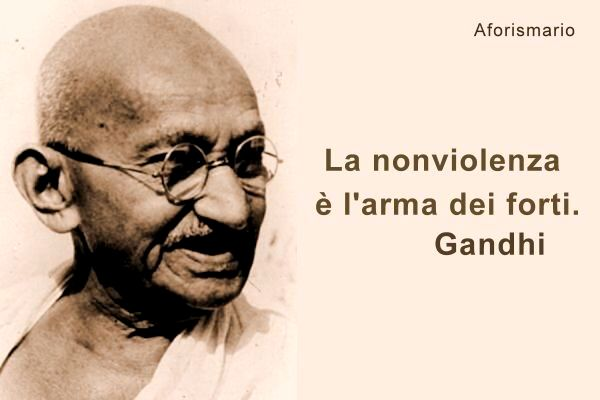 Aforismario
La nonviolenza
è l'arma dei forti.
Gandhi